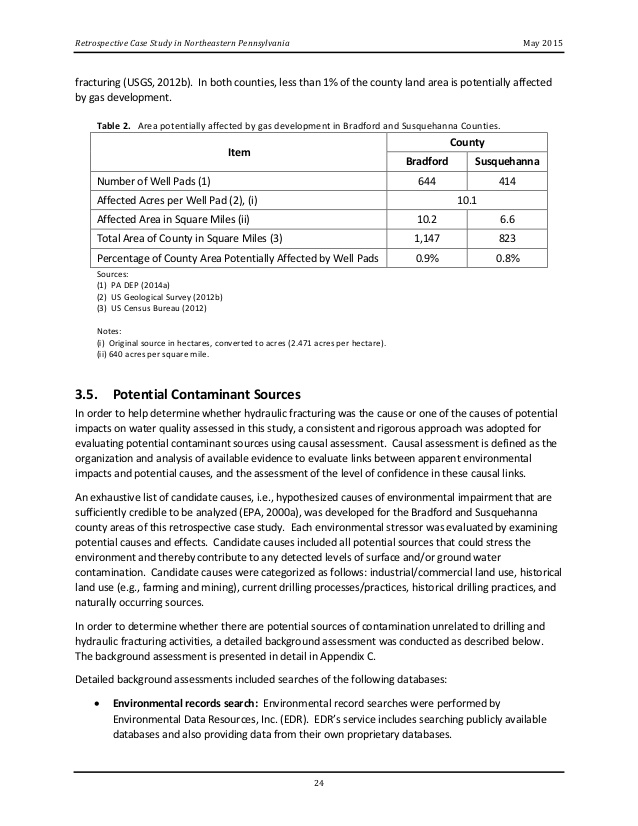 Retrospective Case Study in Northeastern Pennsylvania May 2015
fracturing (USGS, 2012b). In both counties, less than 1% of the county land area is potentially affected
by gas development.
Table 2. Area potentially affected by gas development in Bradford and Susquehanna Counties.
Item County
Bradford Susquehanna
Number of Well Pads (1) 644 414
Affected Acres per Well Pad (2), (i) 10.1
Affected Area in Square Miles (ii) 10.2 6.6
Total Area of County in Square Miles (3) 1,147 823
Percentage of County Area Potentially Affected by Well Pads 0.9% 0.8%
Sources:
(1) PA DEP (2014a)
(2) US Geological Survey (2012b)
(3) US Census Bureau (2012)
Notes:
(i) Original source in hectares, converted to acres (2.471 acres per hectare).
(ii) 640 acres per square mile.
3.5. Potential Contaminant Sources
In order to help determine whether hydraulic fracturing was the cause or one of the causes of potential
impacts on water quality assessed in this study, a consistent and rigorous approach was adopted for
evaluating potential contaminant sources using causal assessment. Causal assessment is defined as the
organization and analysis of available evidence to evaluate links between apparent environmental
impacts and potential causes, and the assessment of the level of confidence in these causal links.
An exhaustive list of candidate causes, i.e., hypothesized causes of environmental impairment that are
sufficiently credible to be analyzed (EPA, 2000a), was developed for the Bradford and Susquehanna
county areas of this retrospective case study. Each environmental stressor was evaluated by examining
potential causes and effects. Candidate causes included all potential sources that could stress the
environment and thereby contribute to any detected levels of surface and/or ground water
contamination. Candidate causes were categorized as follows: industrial/commercial land use, historical
land use (e.g., farming and mining), current drilling processes/practices, historical drilling practices, and
naturally occurring sources.
In order to determine whether there are potential sources of contamination unrelated to drilling and
hydraulic fracturing activities, a detailed background assessment was conducted as described below.
The background assessment is presented in detail in Appendix C.
Detailed background assessments included searches of the following databases:
• Environmental records search: Environmental record searches were performed by
Environmental Data Resources, Inc. (EDR). EDR's service includes searching publicly available
databases and also providing data from their own proprietary databases.
24